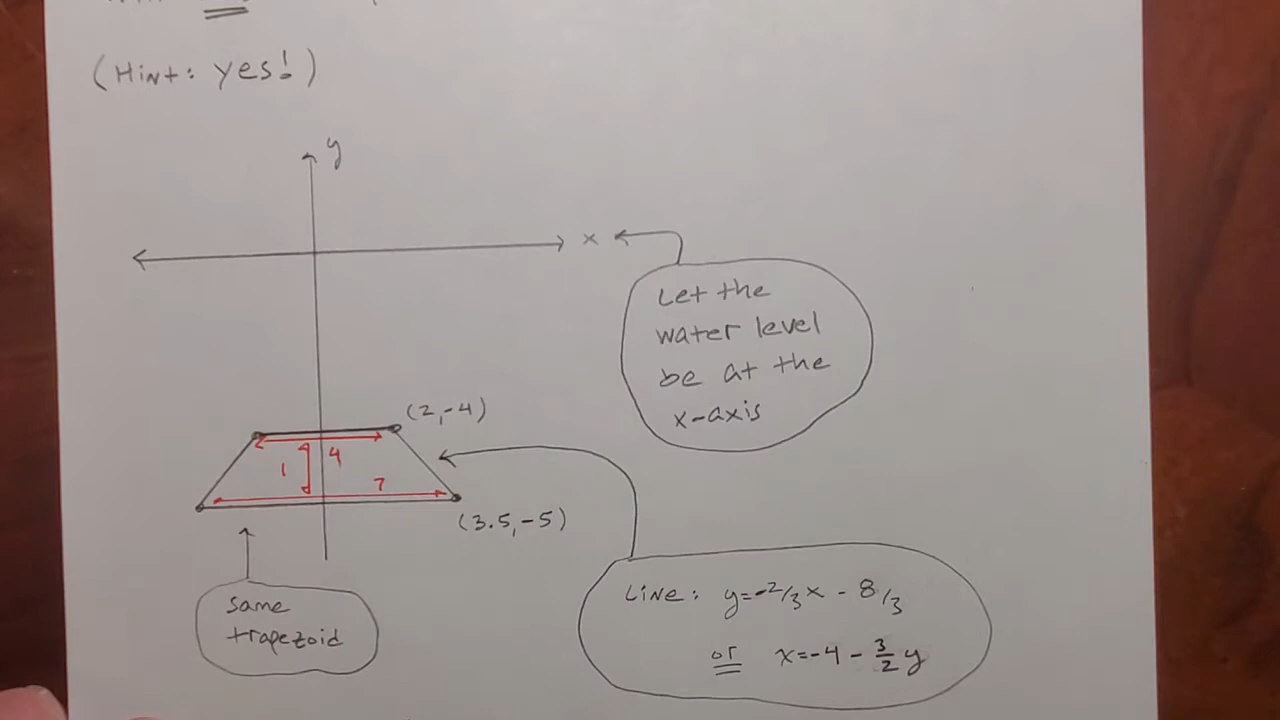 (Hint: yes!)
y
x
Let the
water level
be at the
x-axis
(2,-4)
4
1
7
(3.5,-5)
same
trapezoid
Line: y=-2/3x - 8/3
or x=-4-3/2y